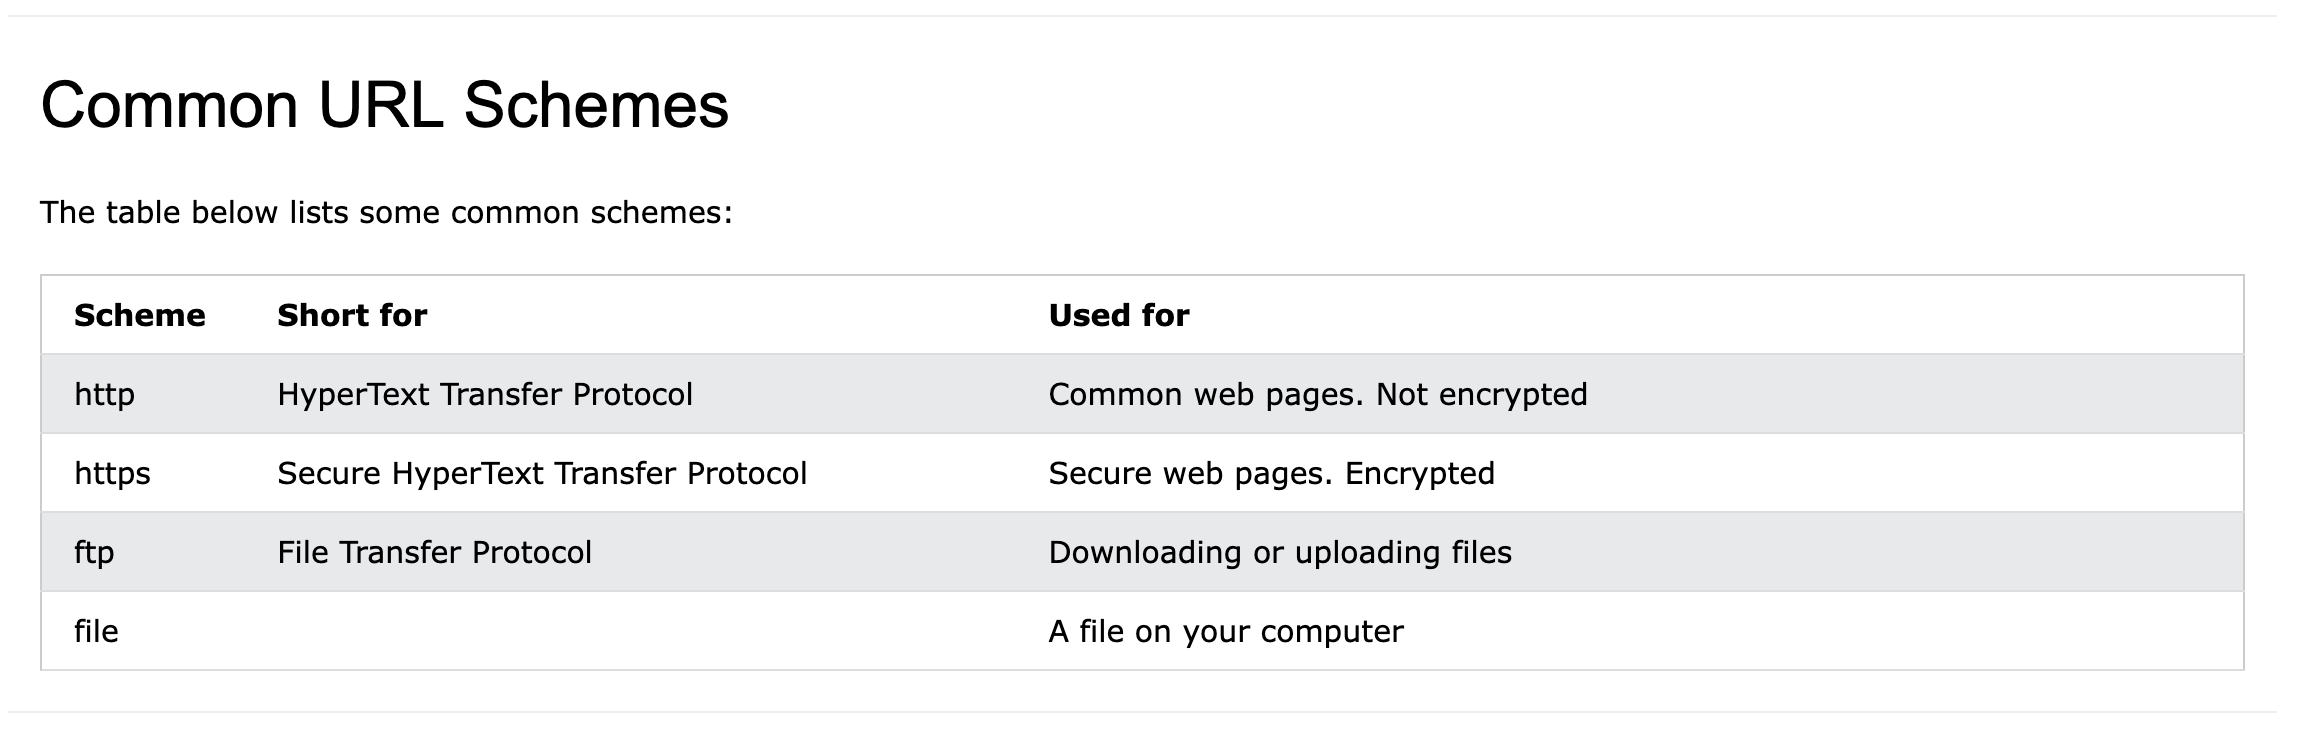 Common URL Schemes
The table below lists some common schemes:
Scheme Short for Used for
http HyperText Transfer Protocol Common web pages. Not encrypted
https Secure HyperText Transfer Protocol Secure web pages. Encrypted
ftp File Transfer Protocol Downloading or uploading files
file A file on your computer